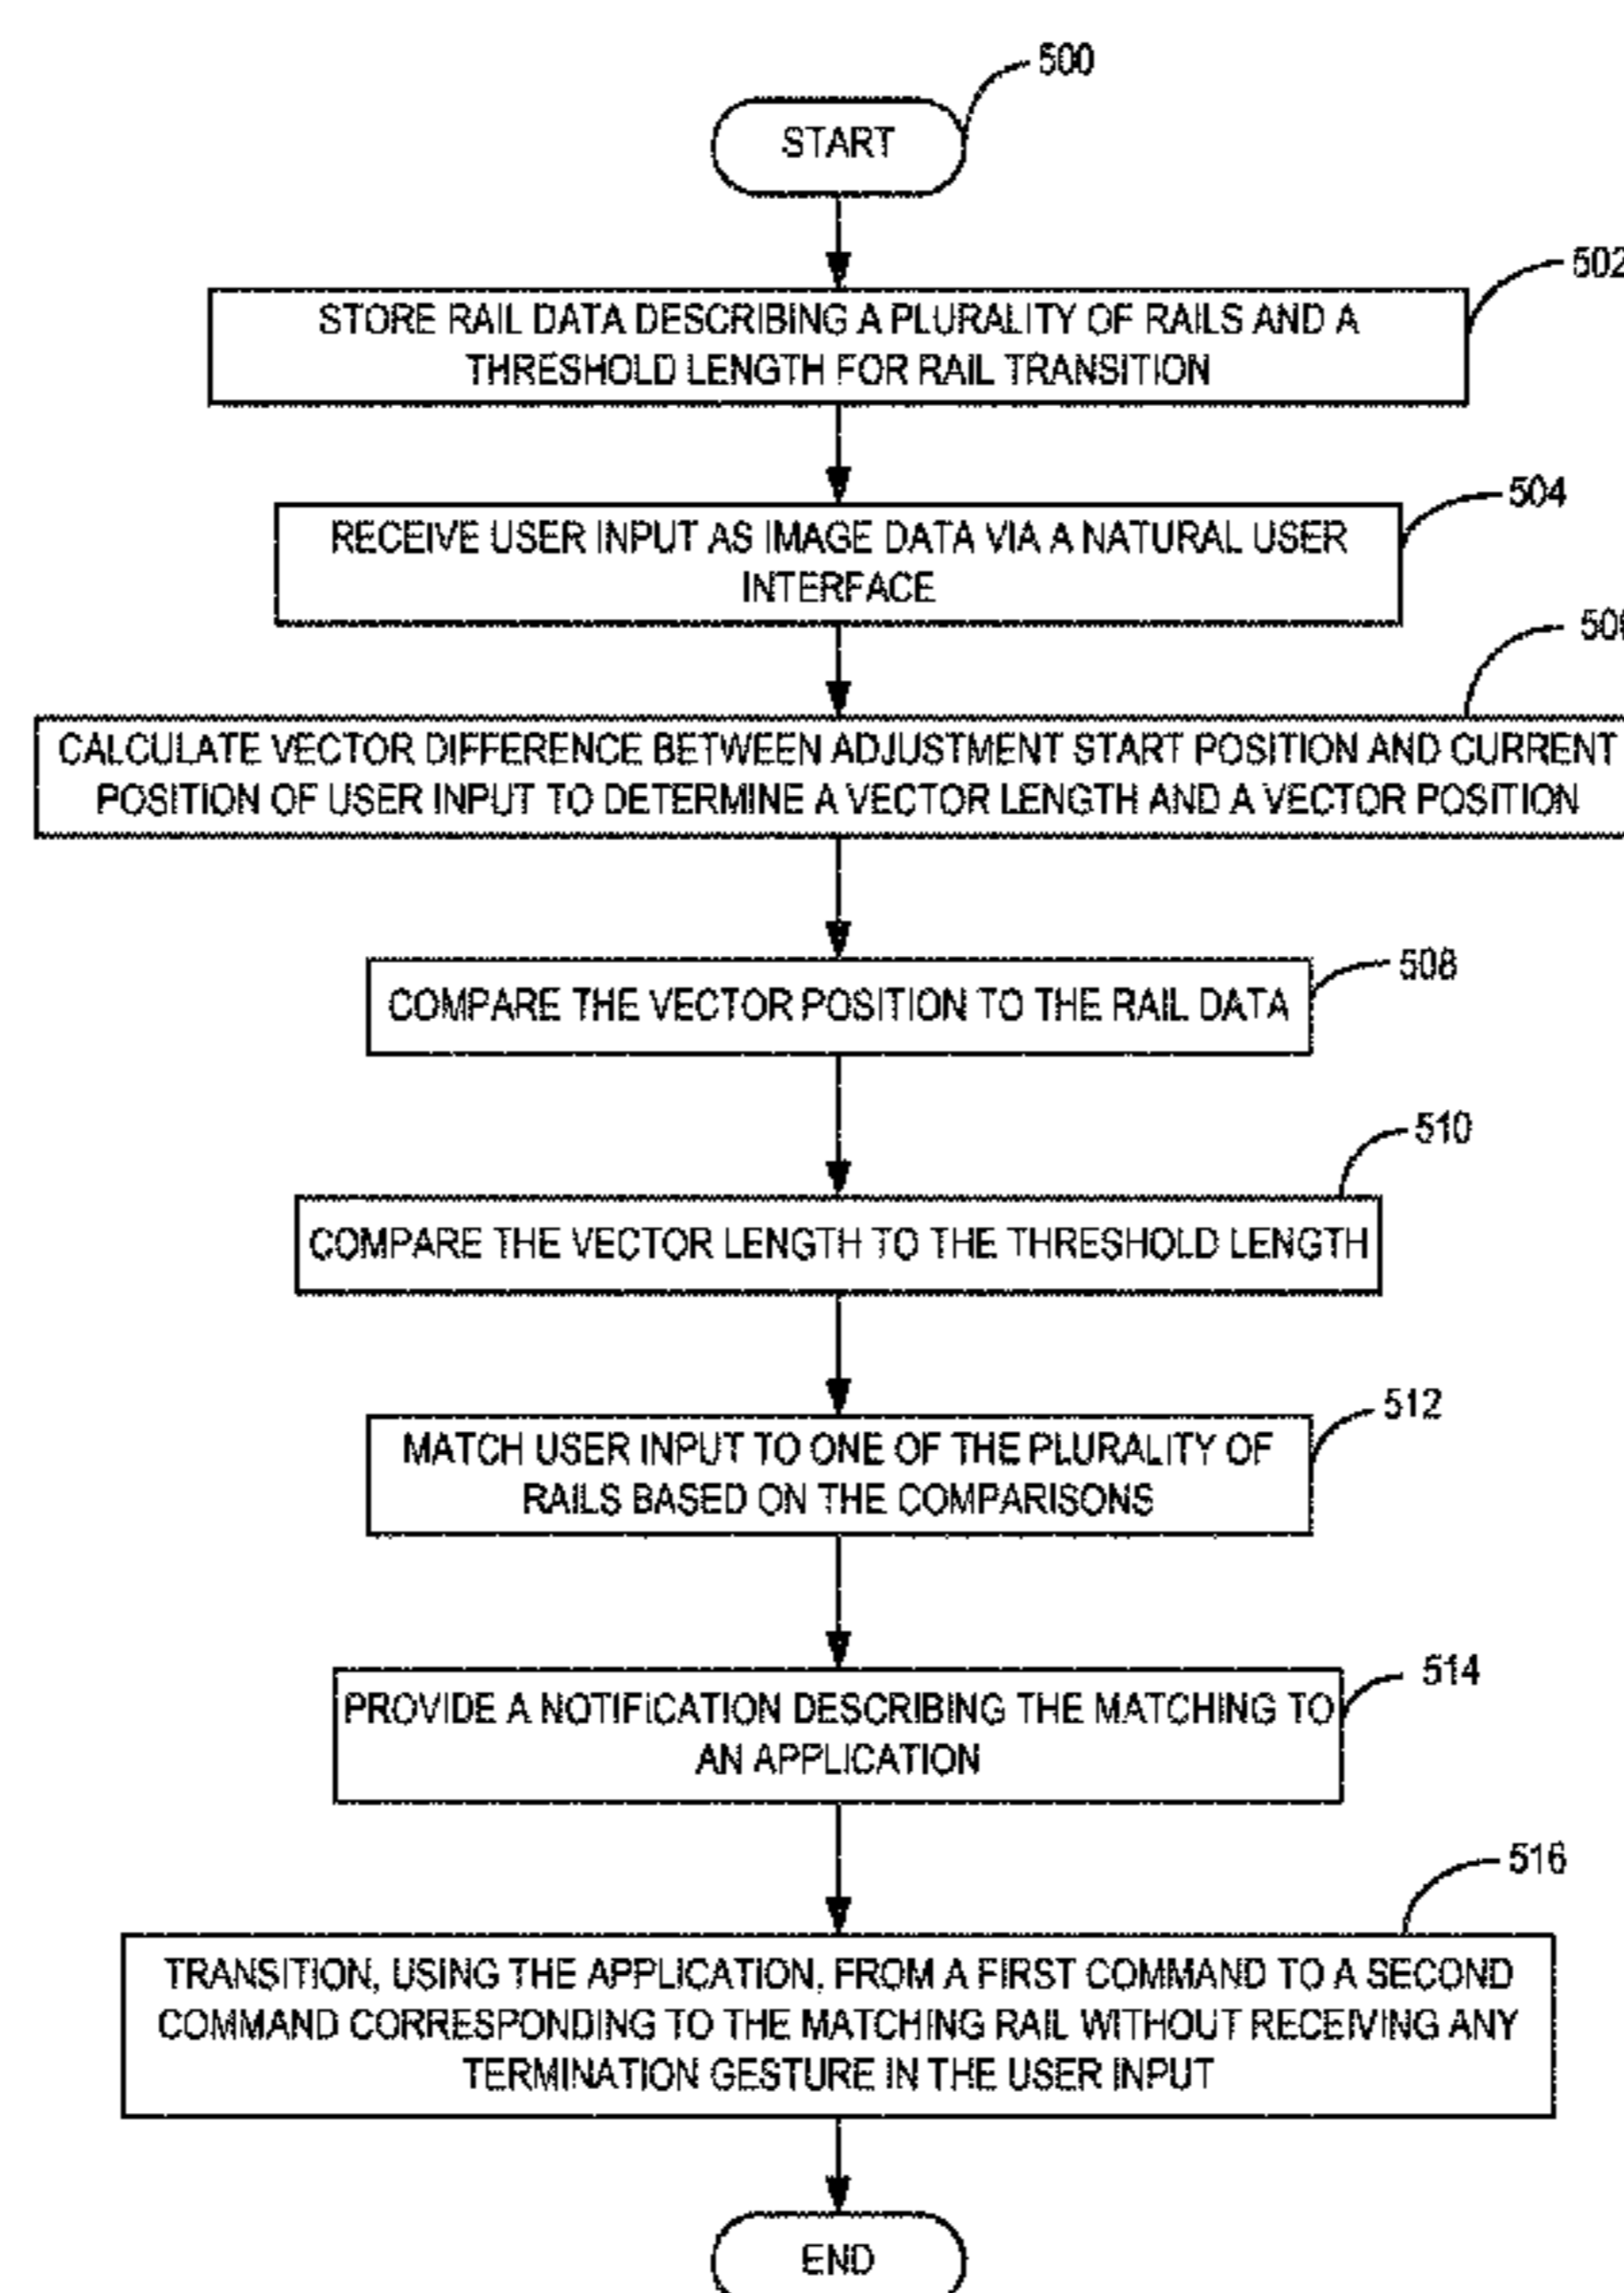 500
START
502
STORE RAIL DATA DESCRIBING A PLURALITY OF RAILS AND A
THRESHOLD LENGTH FOR RAIL TRANSITION
504
RECEIVE USER INPUT AS IMAGE DATA VIA A NATURAL USER
INTERFACE
CALCULATE VECTOR DIFFERENCE BETWEEN ADJUSTMENT START POSITION AND CURRENT
POSITION OF USER INPUT TO DETERMINE A VECTOR LENGTH AND A VECTOR POSITION
508
COMPARE THE VECTOR POSITION TO THE RAIL DATA
510
COMPARE THE VECTOR LENGTH TO THE THRESHOLD LENGTH
512
MATCH USER INPUT TO ONE OF THE PLURALITY OF
RAILS BASED ON THE COMPARISONS
514
PROVIDE A NOTIFICATION DESCRIBING THE MATCHING TO
AN APPLICATION
516
TRANSITION, USING THE APPLICATION, FROM A FIRST COMMAND TO A SECOND
COMMAND CORRESPONDING TO THE MATCHING RAIL WITHOUT RECEIVING ANY
TERMINATION GESTURE IN THE USER INPUT
END